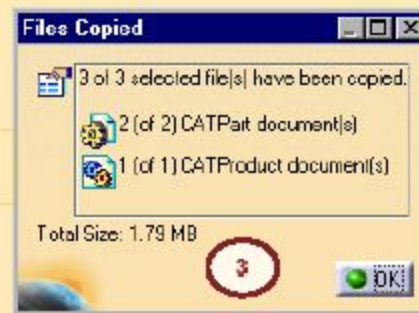 Files Copied
3 of 3 selected file(s) have been copied.
2 (of 2) CATPart document(s)
1 (of 1) CATProduct document(s)
Total Size: 1.79 MB
3
OK